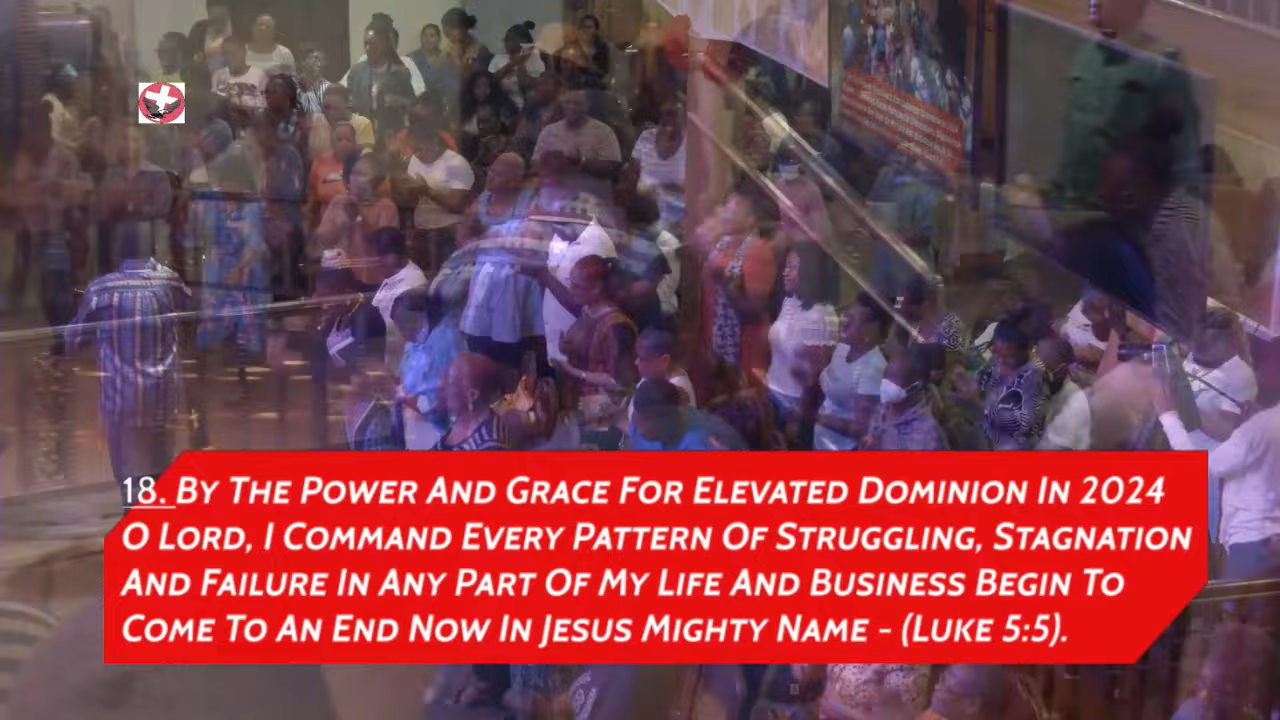 18. By The Power And Grace For Elevated Dominion In 2024
O Lord, I Command Every Pattern Of Struggling, Stagnation
And Failure In Any Part Of My Life And Business Begin To
Come To An End Now In Jesus Mighty Name - (Luke 5:5).